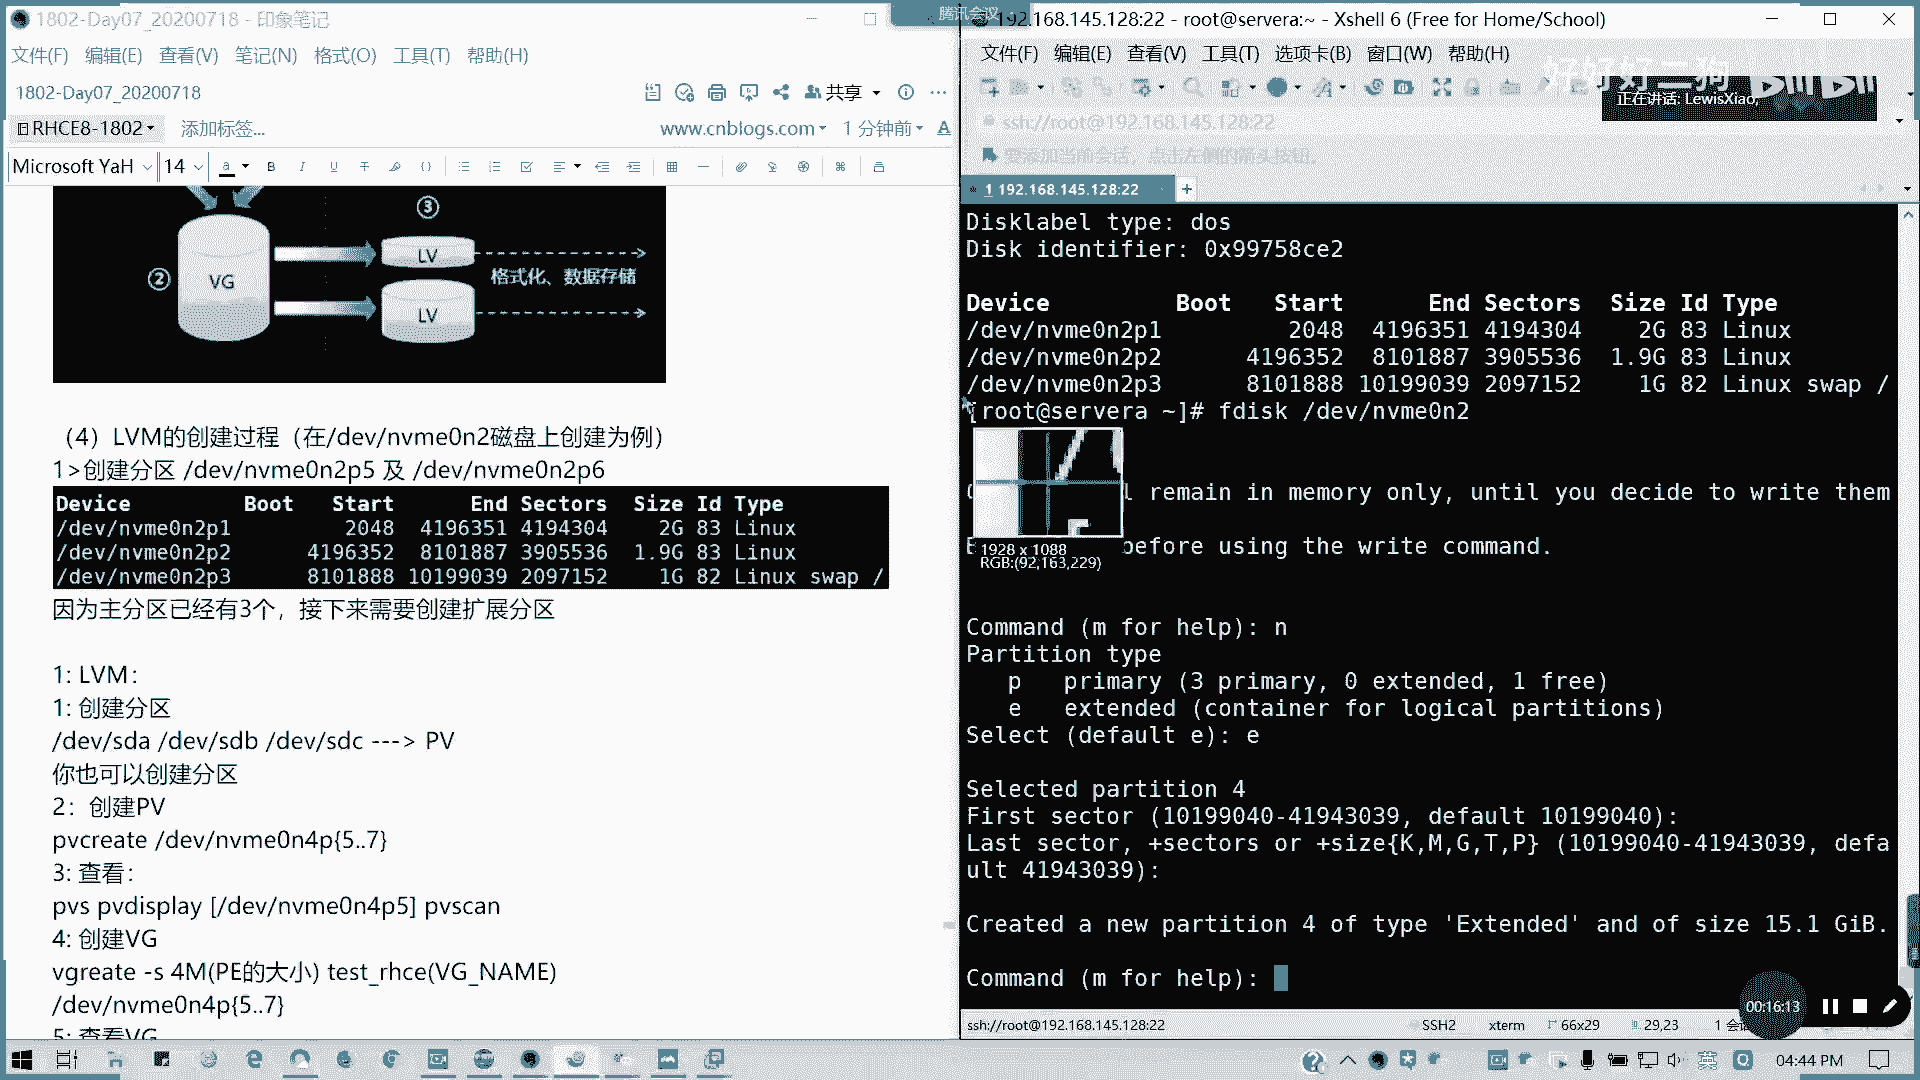 1802-Day07_20200718 - 印象笔记
文件(F) 编辑(E) 查看(V) 笔记(N) 格式(O) 工具(T) 帮助(H)
1802-Day07_20200718
共享
RHCE8-1802
添加标签...
www.cnblogs.com
1 分钟前
Microsoft YaH 14
③
② VG
LV
格式化、数据存储
LV
（4）LVM的创建过程（在/dev/nvme0n2磁盘上创建为例）
1>创建分区 /dev/nvme0n2p5 及 /dev/nvme0n2p6
Device Boot Start End Sectors Size Id Type
/dev/nvme0n2p1 2048 4196351 4194304 2G 83 Linux
/dev/nvme0n2p2 4196352 8101887 3905536 1.9G 83 Linux
/dev/nvme0n2p3 8101888 10199039 2097152 1G 82 Linux swap /
因为主分区已经有3个，接下来需要创建扩展分区
1: LVM：
1: 创建分区
/dev/sda /dev/sdb /dev/sdc ---> PV
你也可以创建分区
2：创建PV
pvcreate /dev/nvme0n4p{5..7}
3: 查看：
pvs pvdisplay [/dev/nvme0n4p5] pvscan
4: 创建VG
vgreate -s 4M(PE的大小) test_rhce(VG_NAME)
/dev/nvme0n4p{5..7}
5: 查看VG
腾讯会议
192.168.145.128:22 - root@servera:~ - Xshell 6 (Free for Home/School)
文件(F) 编辑(E) 查看(V) 工具(T) 选项卡(B) 窗口(W) 帮助(H)
好好好二狗
bilibili
正在讲话: LewisXiao;
ssh://root@192.168.145.128:22
要添加当前会话，点击左侧的箭头按钮。
1 192.168.145.128:22
Disklabel type: dos
Disk identifier: 0x99758ce2
Device Boot Start End Sectors Size Id Type
/dev/nvme0n2p1 2048 4196351 4194304 2G 83 Linux
/dev/nvme0n2p2 4196352 8101887 3905536 1.9G 83 Linux
/dev/nvme0n2p3 8101888 10199039 2097152 1G 82 Linux swap /
[root@servera ~]# fdisk /dev/nvme0n2
remain in memory only, until you decide to write them
before using the write command.
1928 x 1088
RGB:(92,163,229)
Command (m for help): n
Partition type
p primary (3 primary, 0 extended, 1 free)
e extended (container for logical partitions)
Select (default e): e
Selected partition 4
First sector (10199040-41943039, default 10199040):
Last sector, +sectors or +size{K,M,G,T,P} (10199040-41943039, defa
ult 41943039):
Created a new partition 4 of type 'Extended' and of size 15.1 GiB.
Command (m for help):
00:16:13
ssh://root@192.168.145.128:22 SSH2 xterm 66x29 29,23
英 04:44 PM